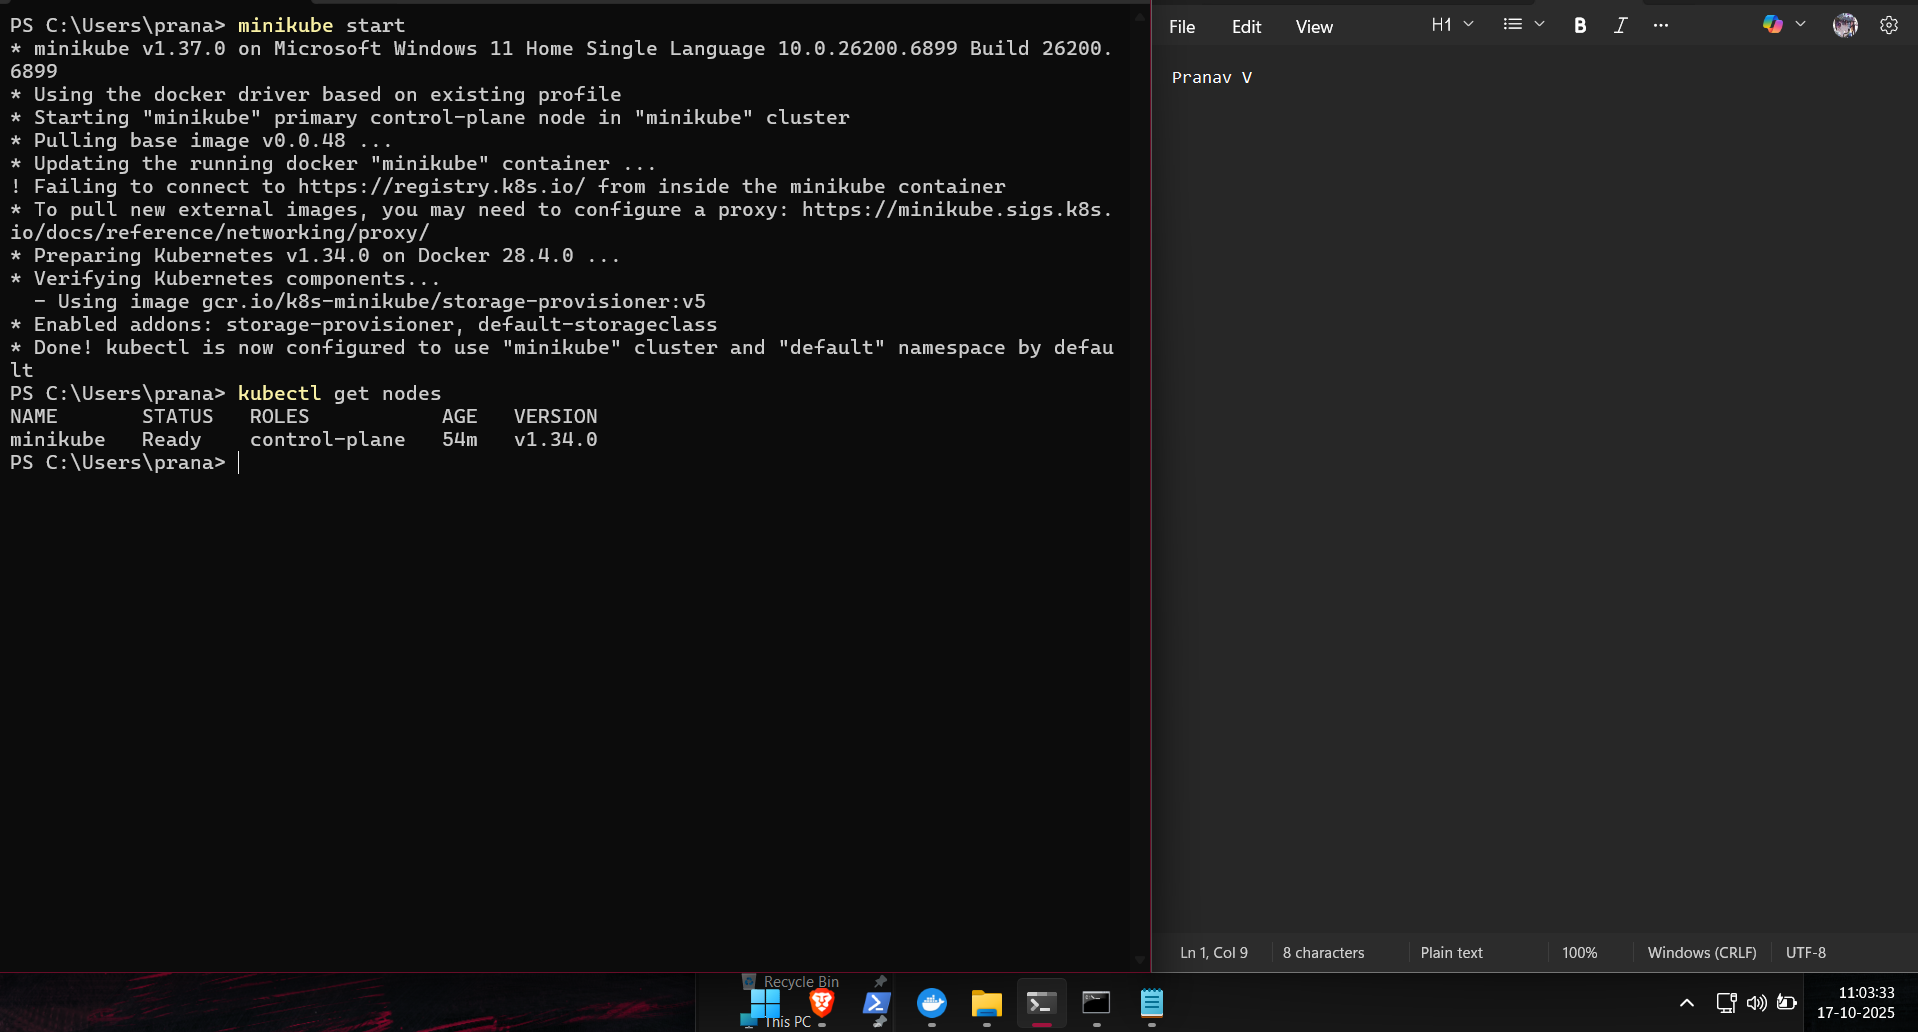 PS C:\Users\prana> minikube start
* minikube v1.37.0 on Microsoft Windows 11 Home Single Language 10.0.26200.6899 Build 26200.
6899
* Using the docker driver based on existing profile
* Starting "minikube" primary control-plane node in "minikube" cluster
* Pulling base image v0.0.48 ...
* Updating the running docker "minikube" container ...
! Failing to connect to https://registry.k8s.io/ from inside the minikube container
* To pull new external images, you may need to configure a proxy: https://minikube.sigs.k8s.
io/docs/reference/networking/proxy/
* Preparing Kubernetes v1.34.0 on Docker 28.4.0 ...
* Verifying Kubernetes components...
  - Using image gcr.io/k8s-minikube/storage-provisioner:v5
* Enabled addons: storage-provisioner, default-storageclass
* Done! kubectl is now configured to use "minikube" cluster and "default" namespace by defau
lt
PS C:\Users\prana> kubectl get nodes
NAME       STATUS   ROLES           AGE   VERSION
minikube   Ready    control-plane   54m   v1.34.0
PS C:\Users\prana>
File Edit View H1 B I ...
Pranav V
Ln 1, Col 9 8 characters Plain text 100% Windows (CRLF) UTF-8
Recycle Bin
This PC
11:03:33
17-10-2025